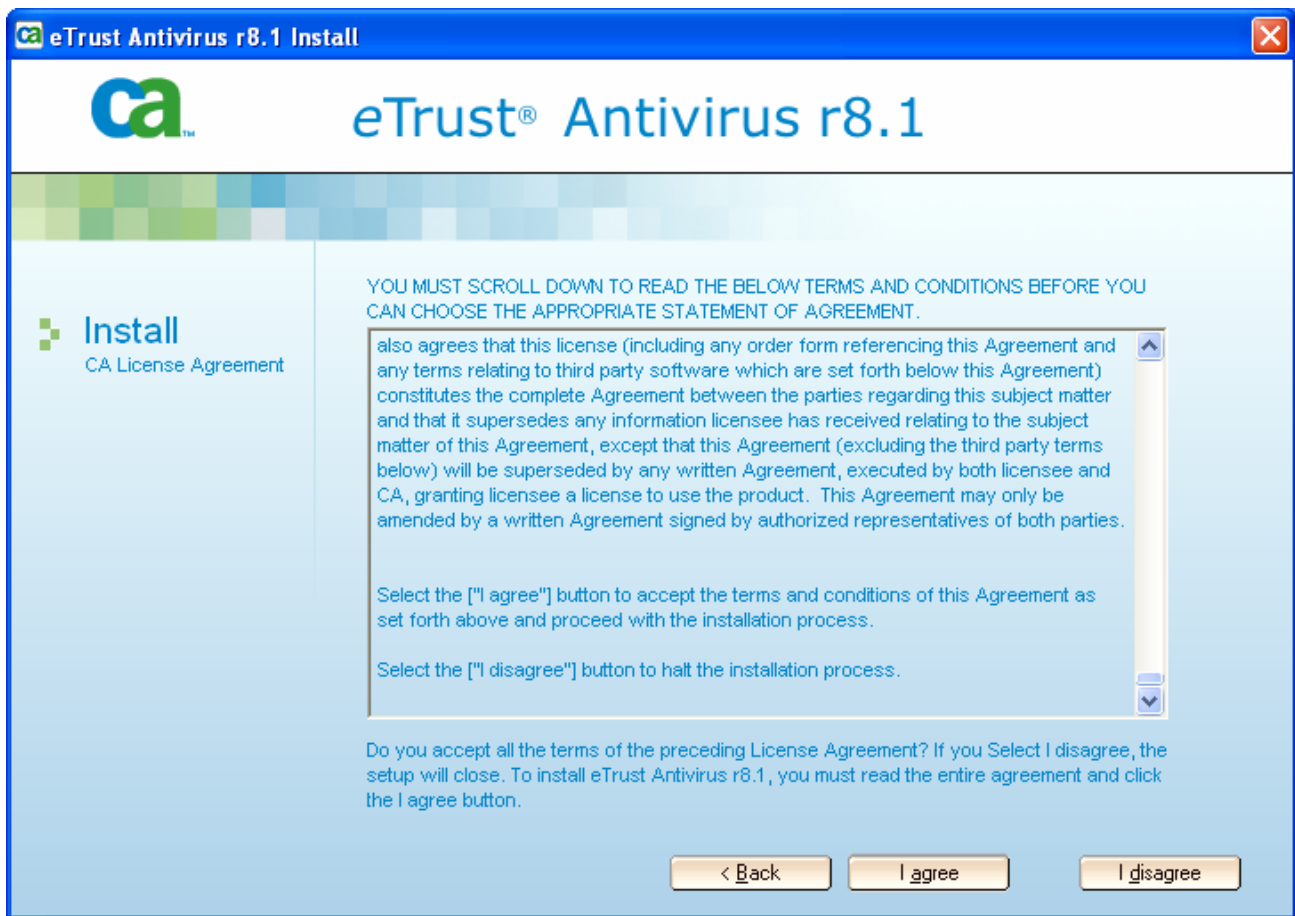 ca eTrust Antivirus r8.1 Install
ca™
eTrust® Antivirus r8.1
Install
CA License Agreement
YOU MUST SCROLL DOWN TO READ THE BELOW TERMS AND CONDITIONS BEFORE YOU
CAN CHOOSE THE APPROPRIATE STATEMENT OF AGREEMENT.
also agrees that this license (including any order form referencing this Agreement and
any terms relating to third party software which are set forth below this Agreement)
constitutes the complete Agreement between the parties regarding this subject matter
and that it supersedes any information licensee has received relating to the subject
matter of this Agreement, except that this Agreement (excluding the third party terms
below) will be superseded by any written Agreement, executed by both licensee and
CA, granting licensee a license to use the product.  This Agreement may only be
amended by a written Agreement signed by authorized representatives of both parties.
Select the ["I agree"] button to accept the terms and conditions of this Agreement as
set forth above and proceed with the installation process.
Select the ["I disagree"] button to halt the installation process.
Do you accept all the terms of the preceding License Agreement? If you Select I disagree, the
setup will close. To install eTrust Antivirus r8.1, you must read the entire agreement and click
the I agree button.
< Back
I agree
I disagree